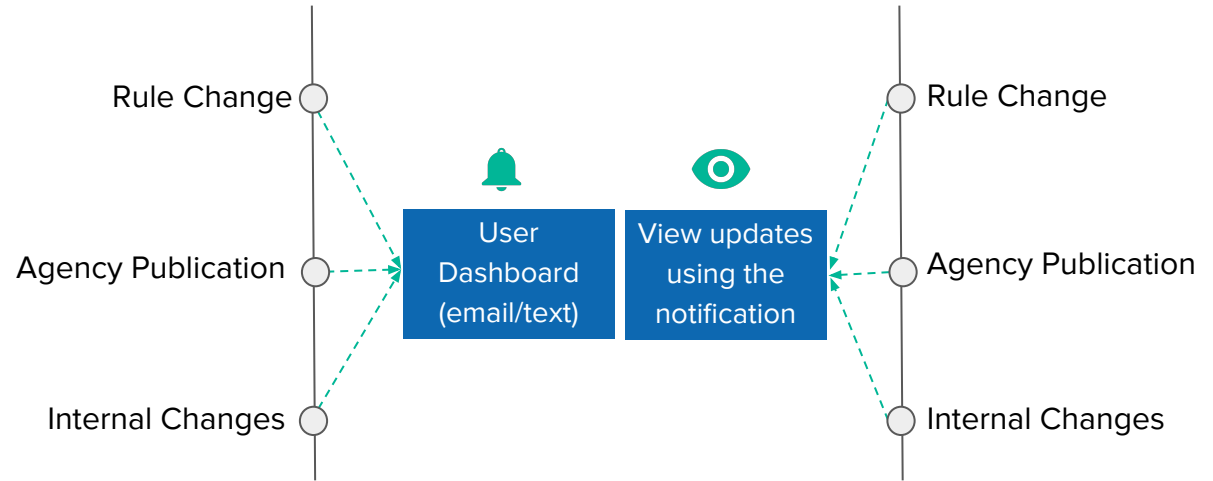 Rule Change
Agency Publication
Internal Changes
User
Dashboard
(email/text)
View updates
using the
notification
Rule Change
Agency Publication
Internal Changes